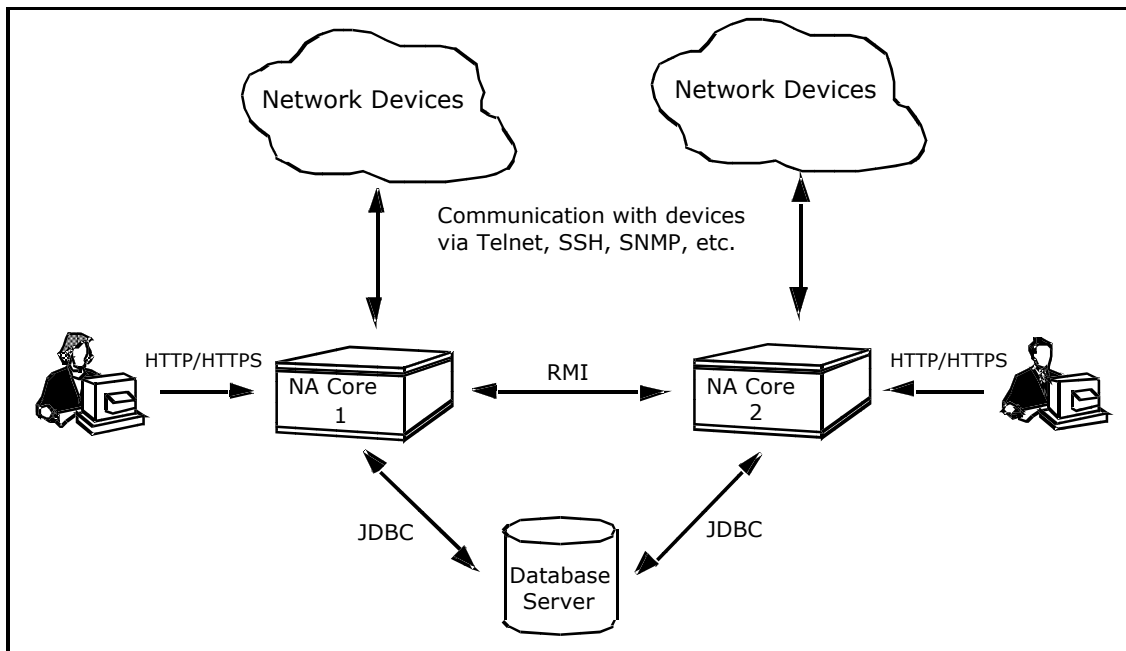 Network Devices
Network Devices
Communication with devices
via Telnet, SSH, SNMP, etc.
HTTP/HTTPS
NA Core
1
RMI
NA Core
2
HTTP/HTTPS
JDBC
JDBC
Database
Server